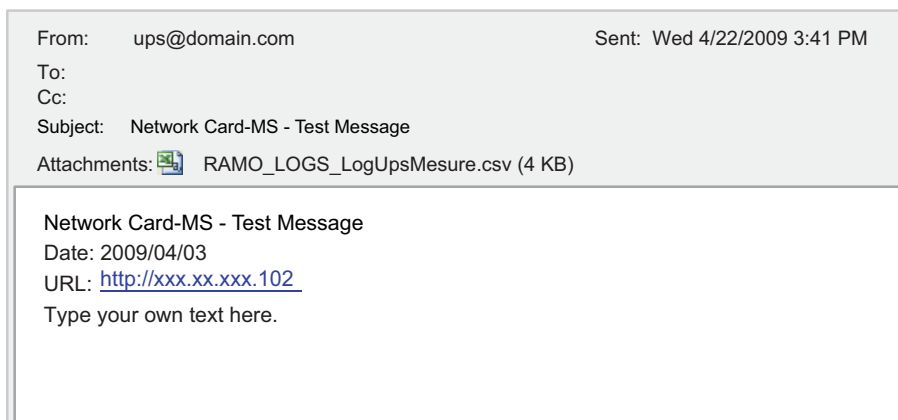 From: ups@domain.com Sent: Wed 4/22/2009 3:41 PM
To:
Cc:
Subject: Network Card-MS - Test Message
Attachments: RAMO_LOGS_LogUpsMesure.csv (4 KB)
Network Card-MS - Test Message
Date: 2009/04/03
URL: http://xxx.xx.xxx.102
Type your own text here.